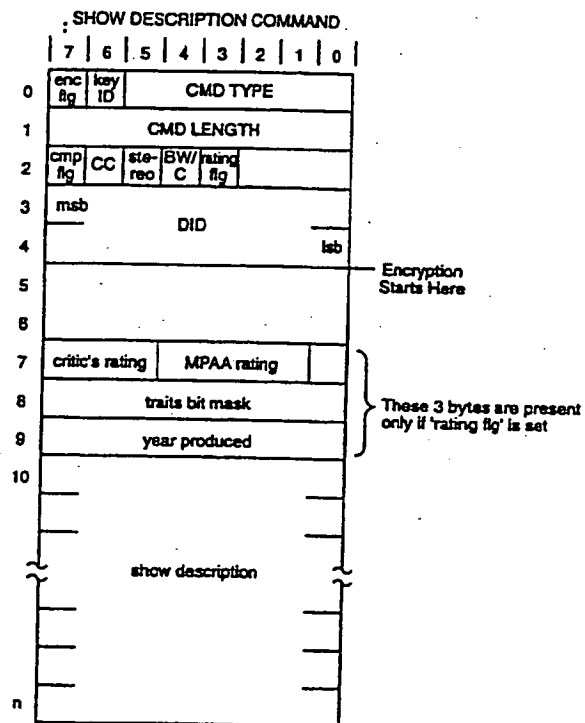 SHOW DESCRIPTION COMMAND
7 6 5 4 3 2 1 0
0 enc flg key ID CMD TYPE
1 CMD LENGTH
2 cmp flg CC ste-reo BW/C rating flg
3 msb
DID
4 lsb
Encryption
Starts Here
5
6
7 critic's rating MPAA rating
8 traits bit mask
9 year produced
These 3 bytes are present
only if 'rating flg' is set
10
show description
n